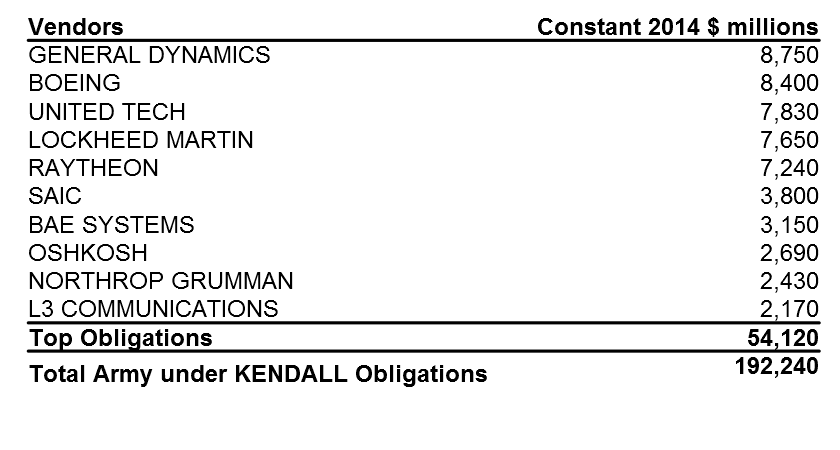 Vendors Constant 2014 $ millions
GENERAL DYNAMICS 8,750
BOEING 8,400
UNITED TECH 7,830
LOCKHEED MARTIN 7,650
RAYTHEON 7,240
SAIC 3,800
BAE SYSTEMS 3,150
OSHKOSH 2,690
NORTHROP GRUMMAN 2,430
L3 COMMUNICATIONS 2,170
Top Obligations 54,120
Total Army under KENDALL Obligations 192,240